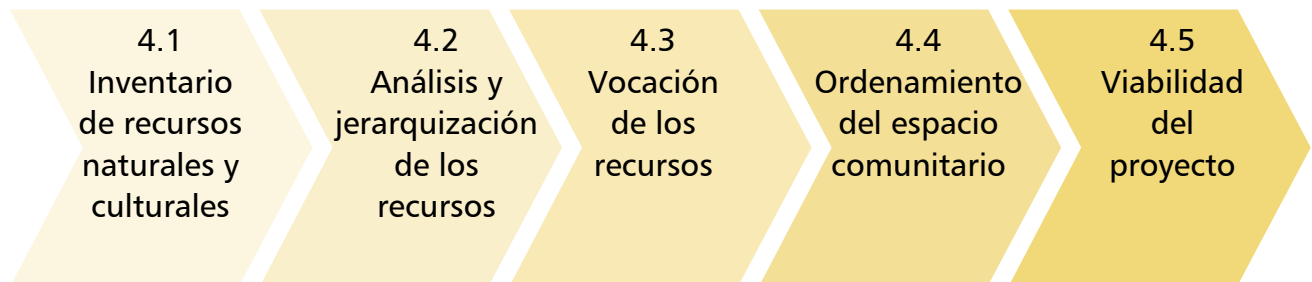 4.1
Inventario
de recursos
naturales y
culturales
4.2
Análisis y
jerarquización
de los
recursos
4.3
Vocación
de los
recursos
4.4
Ordenamiento
del espacio
comunitario
4.5
Viabilidad
del
proyecto